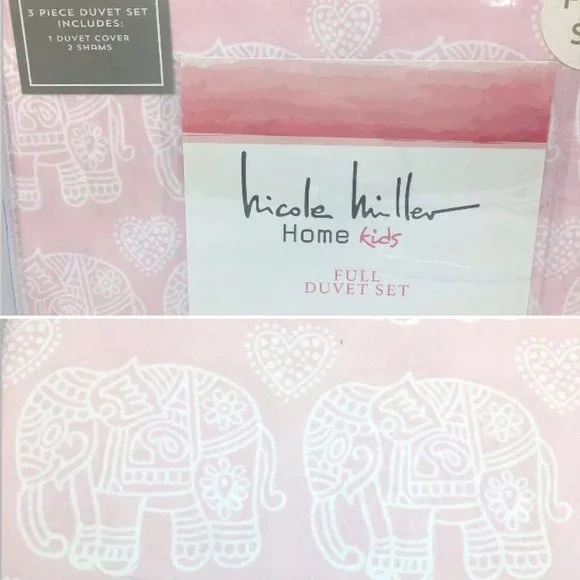 3 PIECE DUVET SET
INCLUDES:
1 DUVET COVER
2 SHAMS
nicole miller
Home kids
FULL
DUVET SET